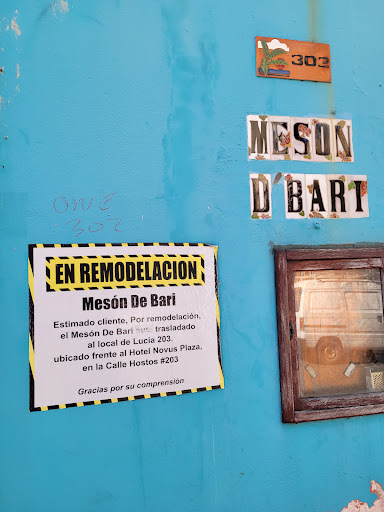 303
MESON
D'BARI
EN REMODELACION
Mesón De Bari
Estimado cliente, Por remodelación,
el Mesón De Bari trasladado
al local de Lucia 203.
ubicado frente al Hotel Novus Plaza,
en la Calle Hostos #203
Gracias por su comprensión